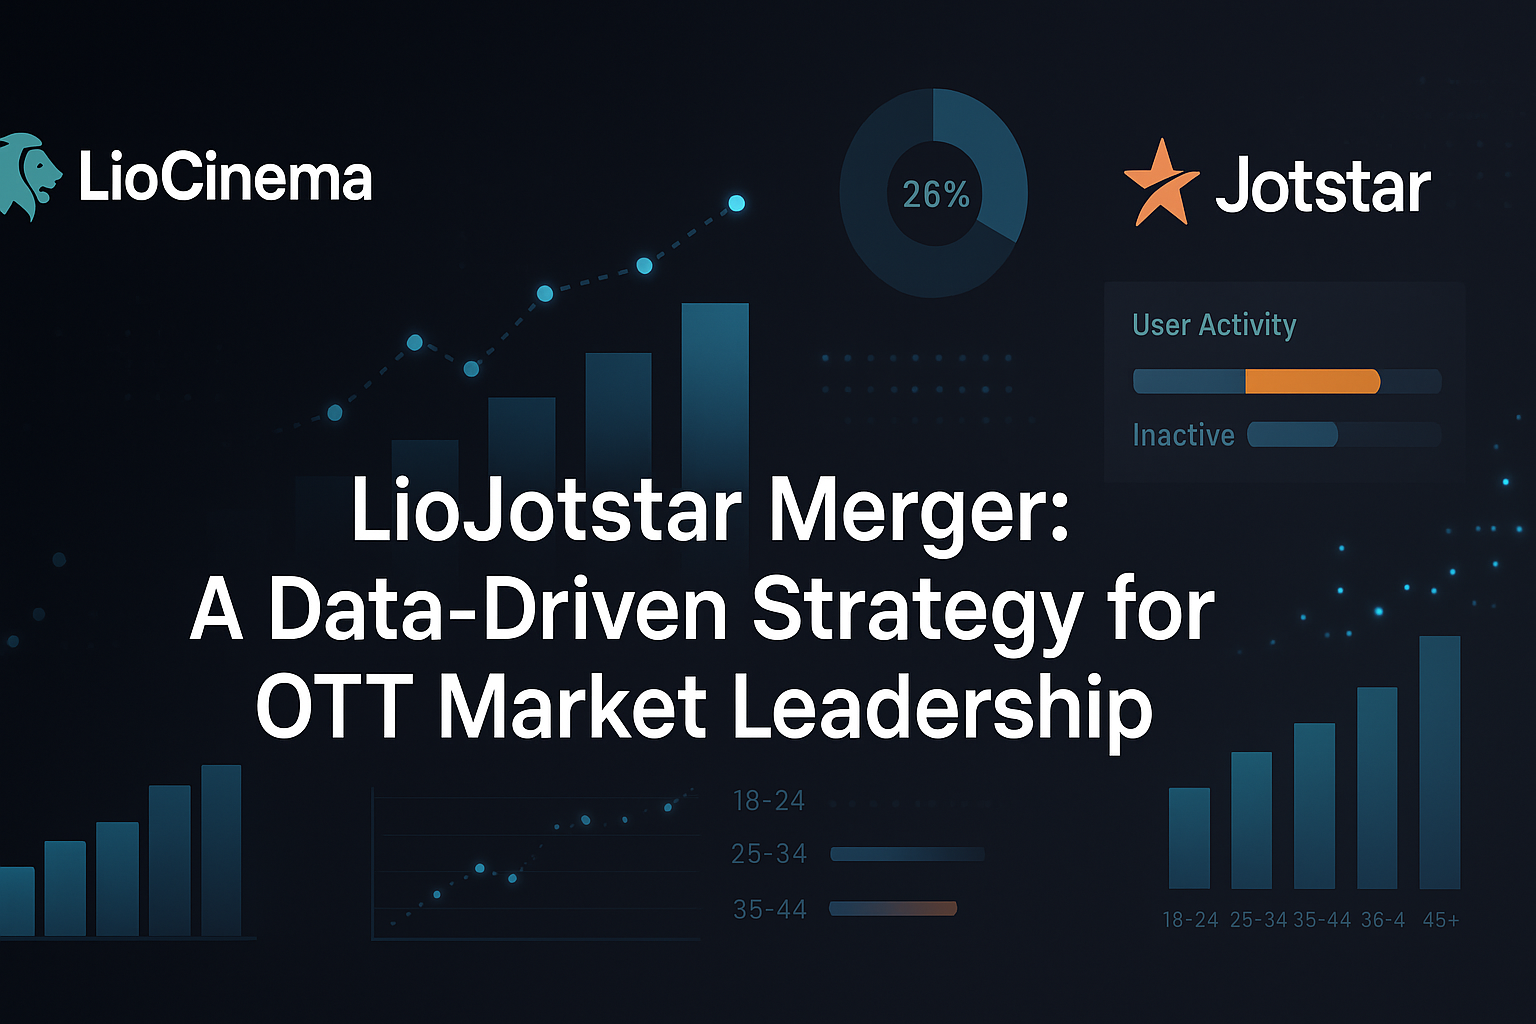 LioCinema
26%
Jotstar
User Activity
Inactive
LioJotstar Merger:
A Data-Driven Strategy for
OTT Market Leadership
18-24
25-34
35-44
18-24 25-34 35-44 36-4 45+